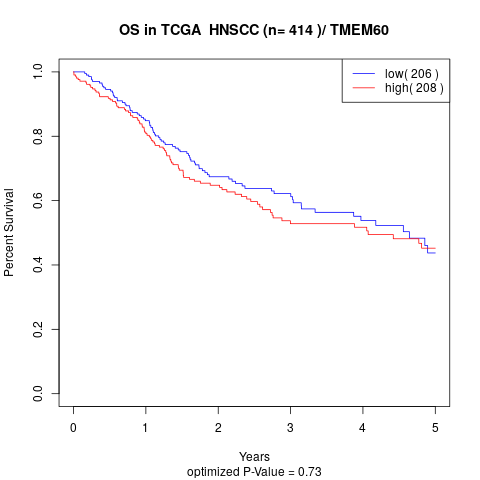 OS in TCGA  HNSCC (n= 414 )/ TMEM60
low( 206 )
high( 208 )
Percent Survival
1.0
0.8
0.6
0.4
0.2
0.0
0 1 2 3 4 5
Years
optimized P-Value = 0.73